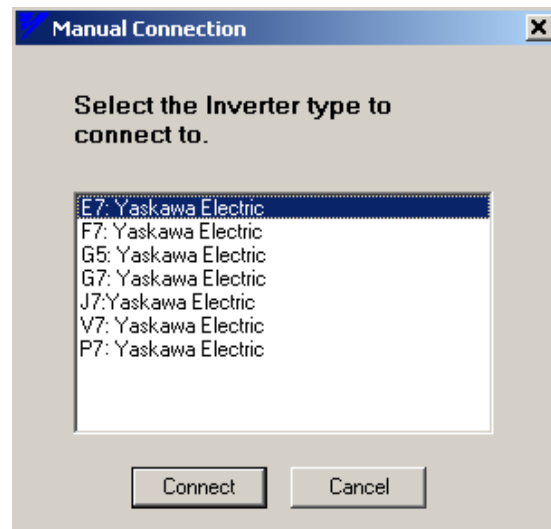 Manual Connection
Select the Inverter type to
connect to.
E7: Yaskawa Electric
F7: Yaskawa Electric
G5: Yaskawa Electric
G7: Yaskawa Electric
J7:Yaskawa Electric
V7: Yaskawa Electric
P7: Yaskawa Electric
Connect
Cancel